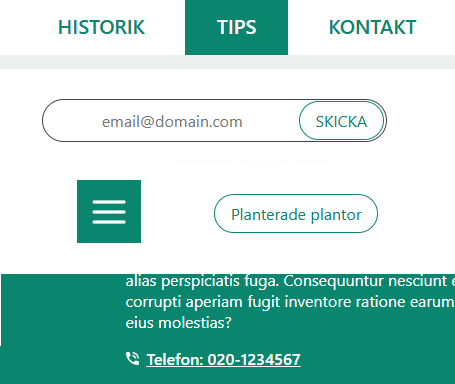 HISTORIK TIPS KONTAKT
email@domain.com SKICKA
Planterade plantor
alias perspiciatis fuga. Consequuntur nesciunt e
corrupti aperiam fugit inventore ratione earum
eius molestias?
Telefon: 020-1234567